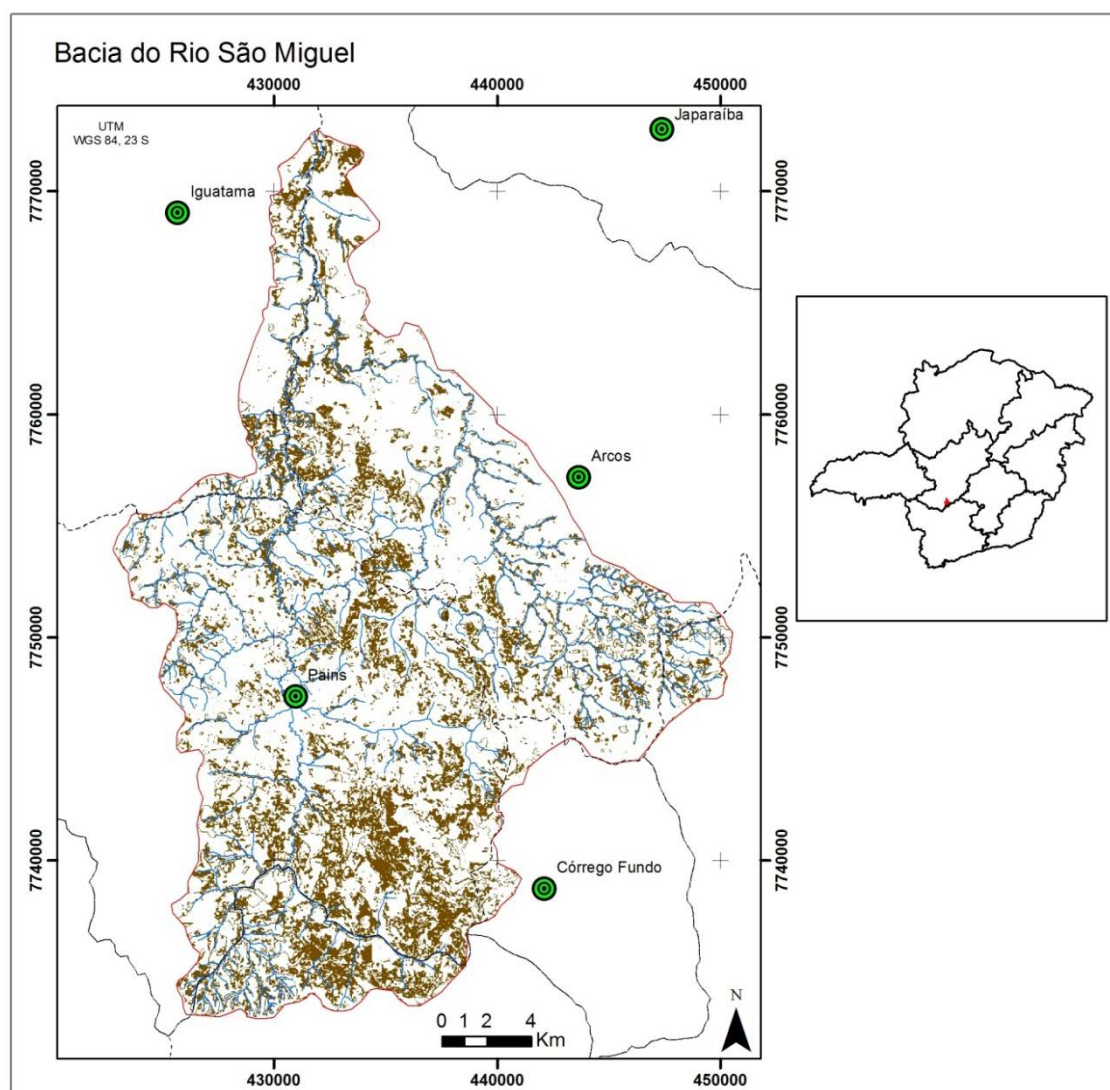 Bacia do Rio São Miguel
430000
440000
450000
UTM
WGS 84, 23 S
Japaraíba
7770000
Iguatama
7770000
7760000
7760000
Arcos
7750000
7750000
Pains
7740000
Córrego Fundo
7740000
N
0 1 2 4
Km
430000
440000
450000